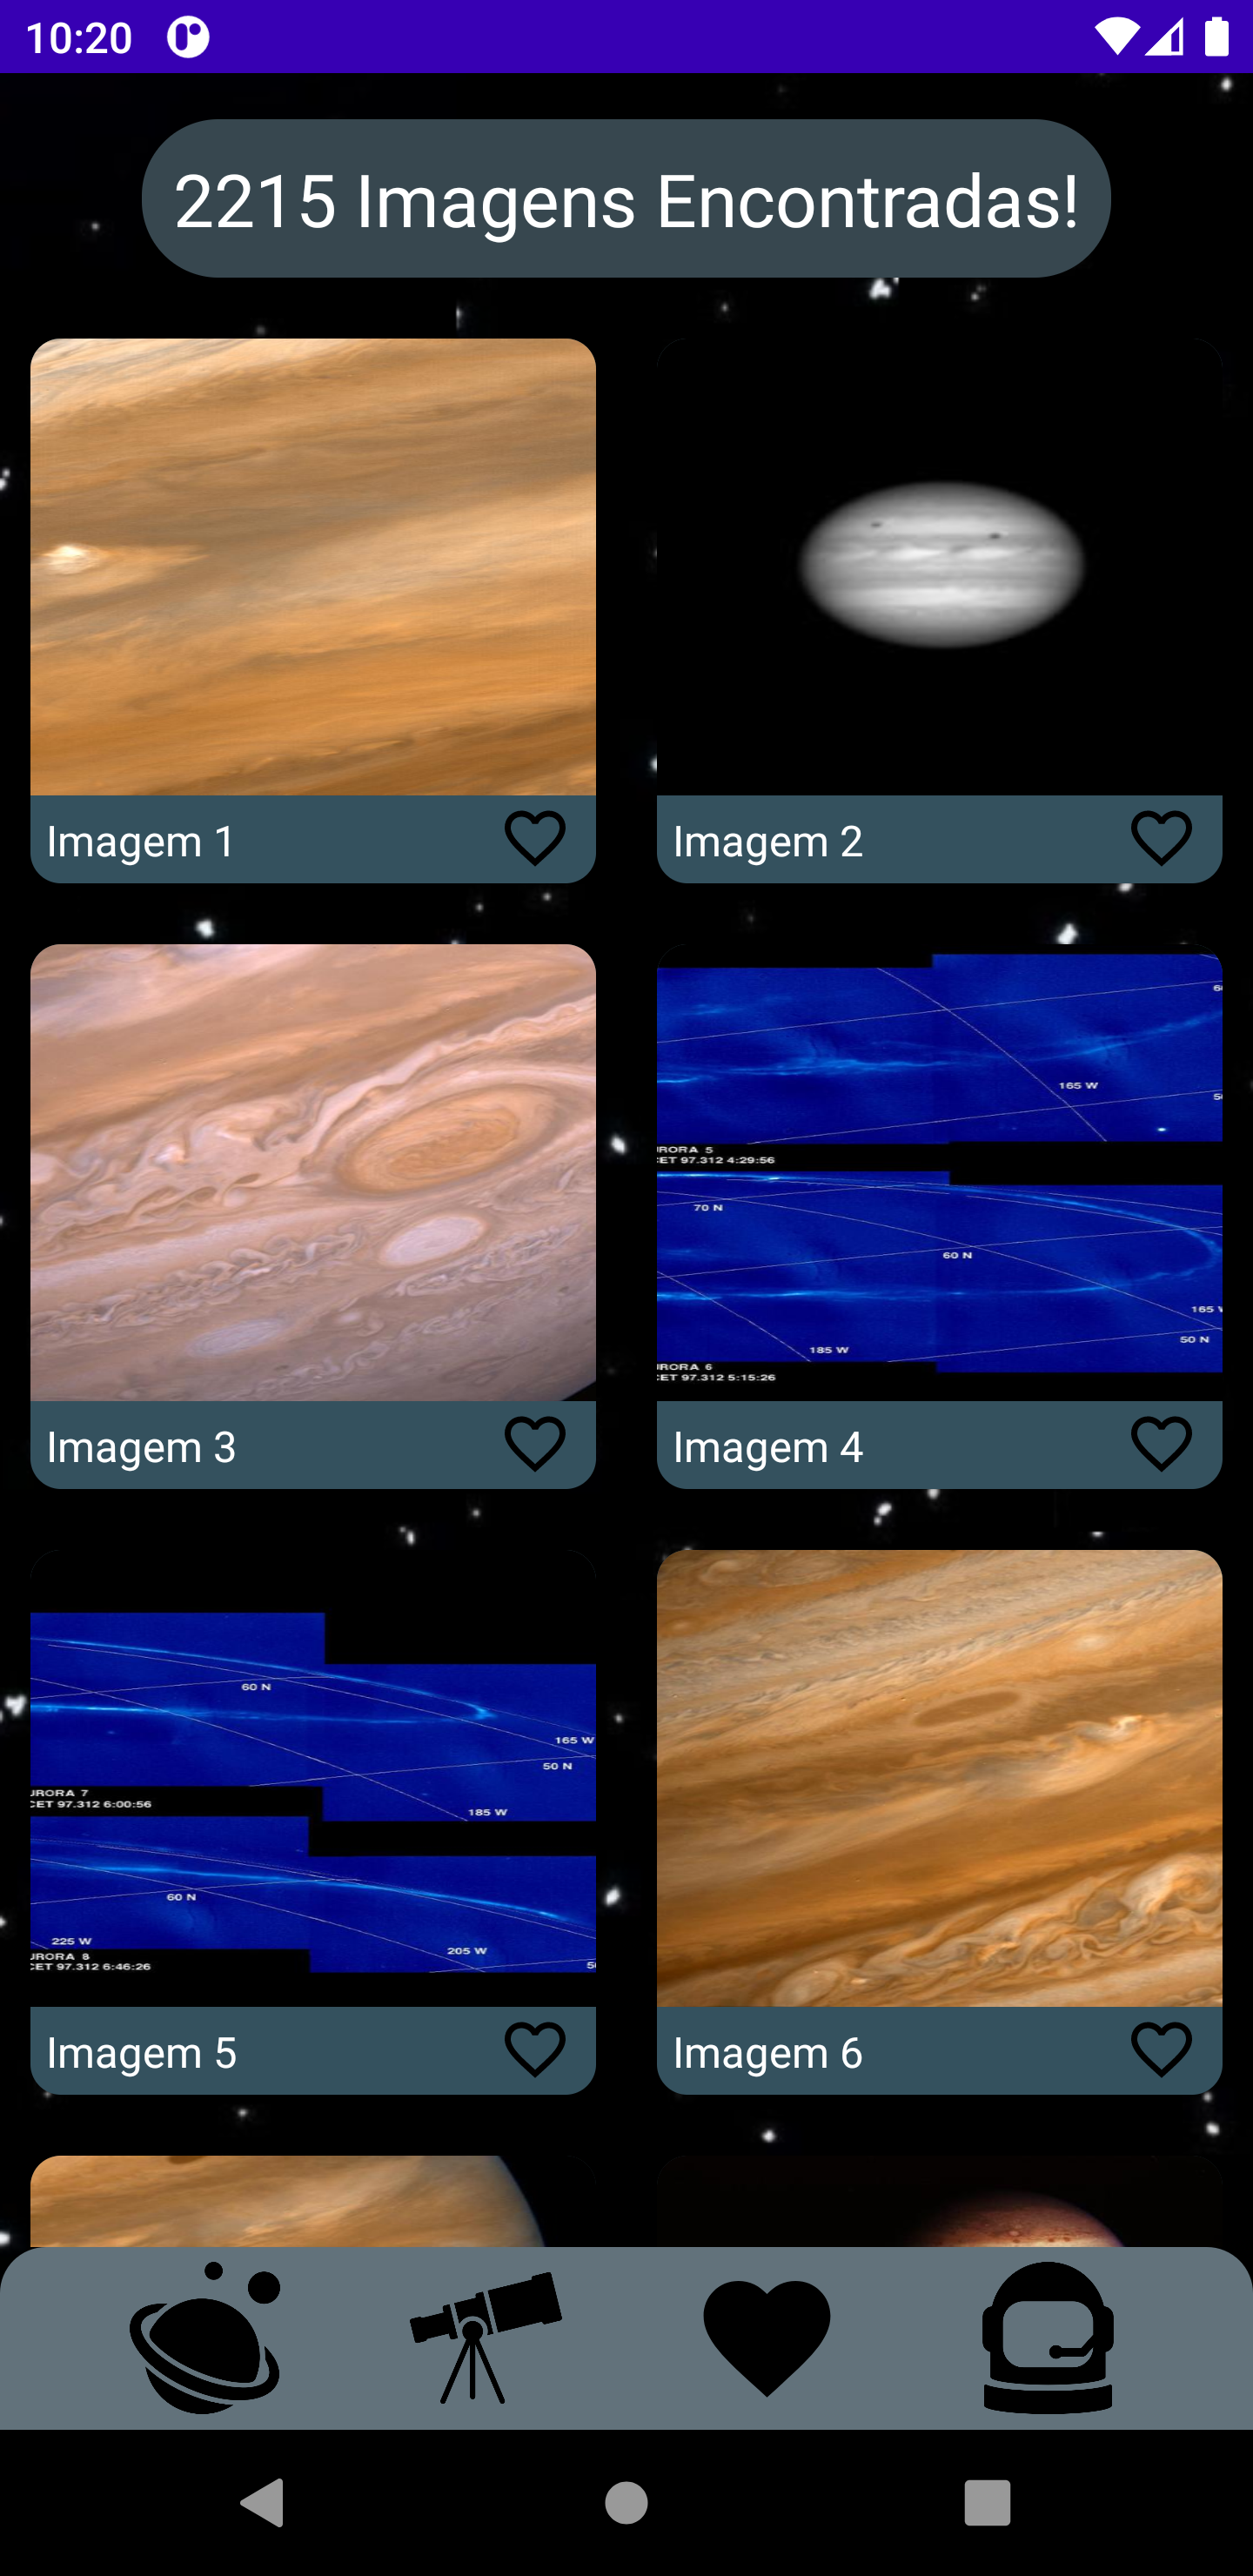 10:20
2215 Imagens Encontradas!
Imagem 1
Imagem 2
165 W
URORA 5
CET 97.312 4:29:56
70 N
60 N
165 W
50 N
185 W
URORA 6
CET 97.312 5:15:26
Imagem 3
Imagem 4
60 N
165 W
50 N
URORA 7
CET 97.312 6:00:56
185 W
60 N
225 W
205 W
URORA 8
CET 97.312 6:46:26
Imagem 5
Imagem 6